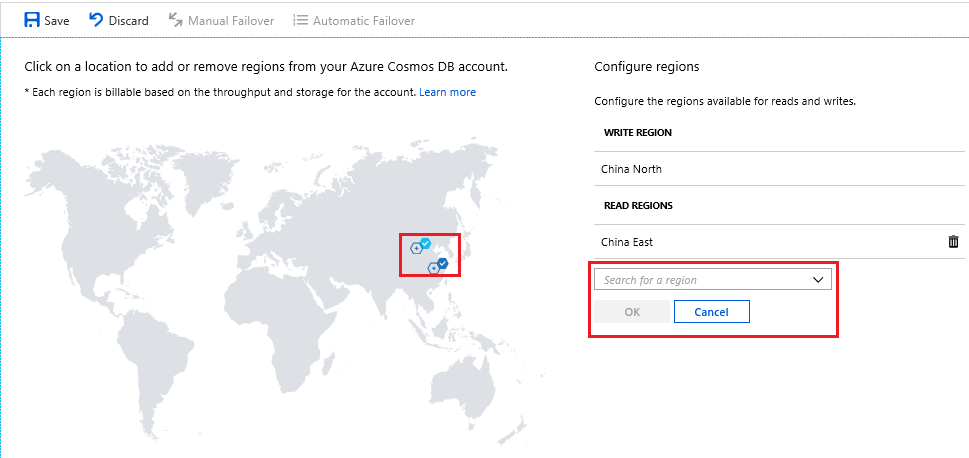 Save Discard Manual Failover Automatic Failover
Click on a location to add or remove regions from your Azure Cosmos DB account.
* Each region is billable based on the throughput and storage for the account. Learn more
Configure regions
Configure the regions available for reads and writes.
WRITE REGION
China North
READ REGIONS
China East
Search for a region
OK Cancel